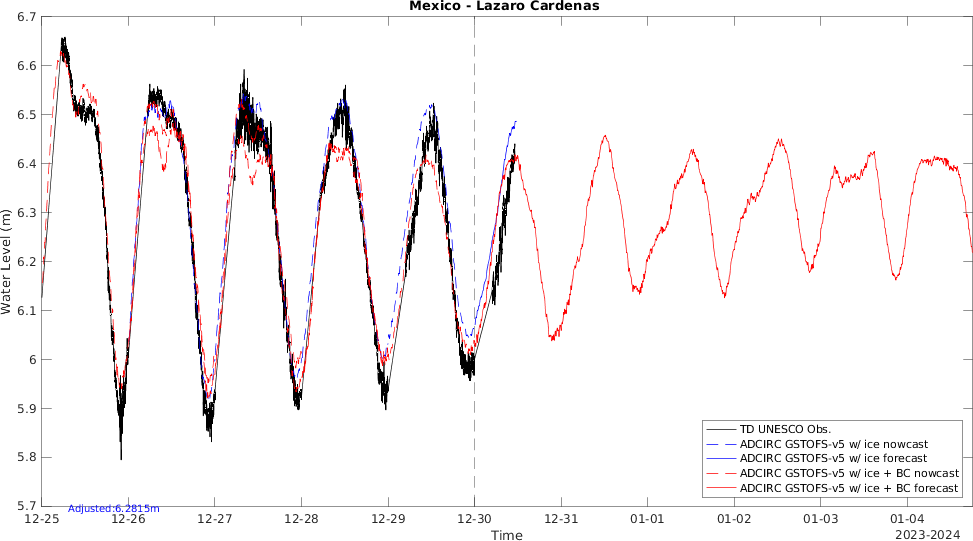 Mexico - Lazaro Cardenas
Water Level (m)
6.7
6.6
6.5
6.4
6.3
6.2
6.1
6
5.9
5.8
5.7
TD UNESCO Obs.
ADCIRC GSTOFS-v5 w/ ice nowcast
ADCIRC GSTOFS-v5 w/ ice forecast
ADCIRC GSTOFS-v5 w/ ice + BC nowcast
ADCIRC GSTOFS-v5 w/ ice + BC forecast
Adjusted:6.2815m
12-25 12-26 12-27 12-28 12-29 12-30 12-31 01-01 01-02 01-03 01-04
Time
2023-2024